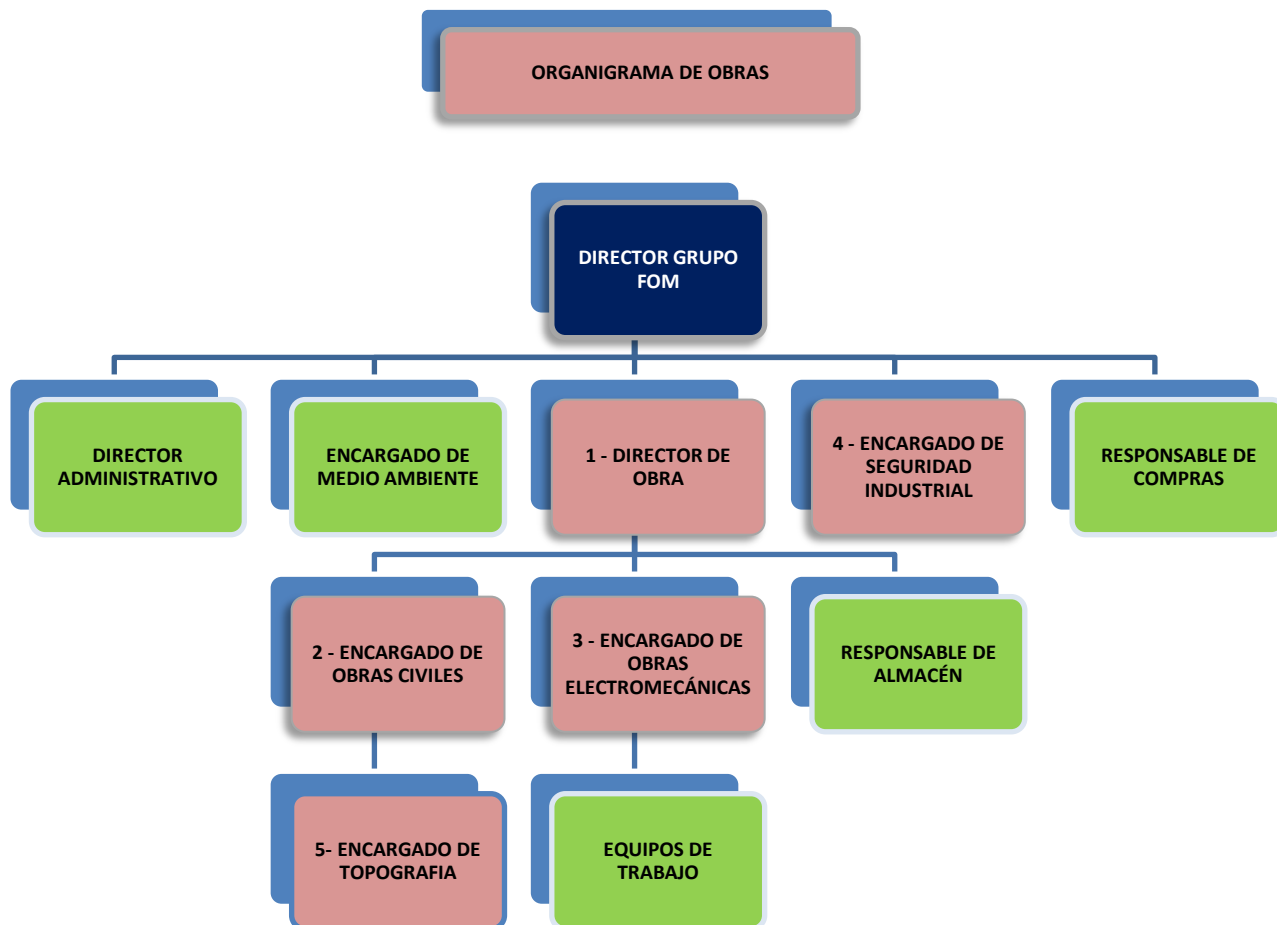 ORGANIGRAMA DE OBRAS
DIRECTOR GRUPO
FOM
DIRECTOR
ADMINISTRATIVO
ENCARGADO DE
MEDIO AMBIENTE
1 - DIRECTOR DE
OBRA
4 - ENCARGADO DE
SEGURIDAD
INDUSTRIAL
RESPONSABLE DE
COMPRAS
2 - ENCARGADO DE
OBRAS CIVILES
3 - ENCARGADO DE
OBRAS
ELECTROMECÁNICAS
RESPONSABLE DE
ALMACÉN
5- ENCARGADO DE
TOPOGRAFIA
EQUIPOS DE
TRABAJO